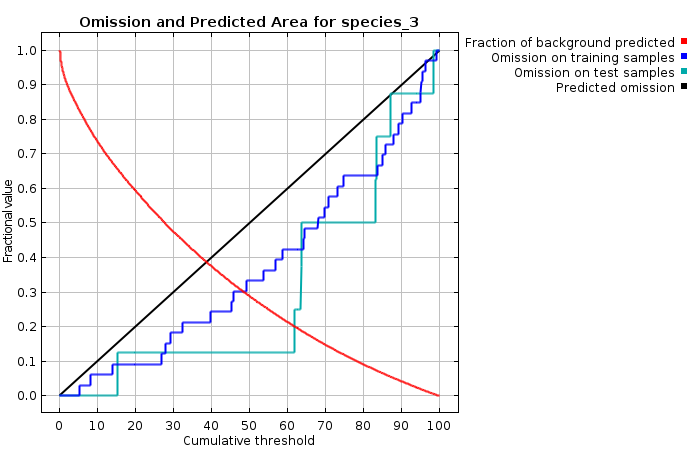 Omission and Predicted Area for species_3
Fraction of background predicted
Omission on training samples
Omission on test samples
Predicted omission
Fractional value
1.0
0.9
0.8
0.7
0.6
0.5
0.4
0.3
0.2
0.1
0.0
0 10 20 30 40 50 60 70 80 90 100
Cumulative threshold